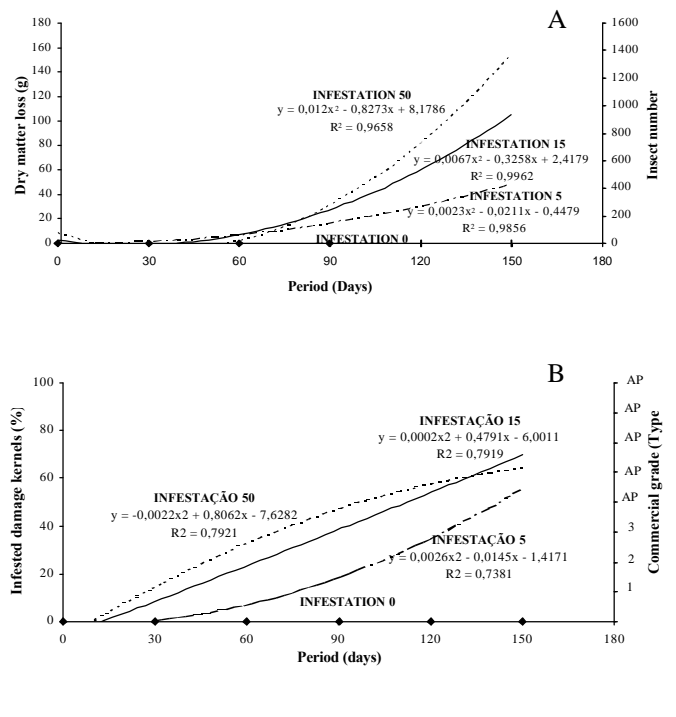 A
180
160
140
120
100
80
60
40
20
0
Dry matter loss (g)
1600
1400
1200
1000
800
600
400
200
0
Insect number
INFESTATION 50
y = 0,012x² - 0,8273x + 8,1786
R² = 0,9658
INFESTATION 15
y = 0,0067x² - 0,3258x + 2,4179
R² = 0,9962
INFESTATION 5
y = 0,0023x² - 0,0211x - 0,4479
R² = 0,9856
INFESTATION 0
0 30 60 90 120 150 180
Period (Days)
B
100
80
60
40
20
0
Infested damage kernels (%)
AP
AP
AP
AP
AP
3
2
1
Commercial grade (Type
INFESTAÇÃO 15
y = 0,0002x2 + 0,4791x - 6,0011
R2 = 0,7919
INFESTAÇÃO 50
y = -0,0022x2 + 0,8062x - 7,6282
R2 = 0,7921
INFESTAÇÃO 5
y = 0,0026x2 - 0,0145x - 1,4171
R2 = 0,7381
INFESTATION 0
0 30 60 90 120 150 180
Period (days)